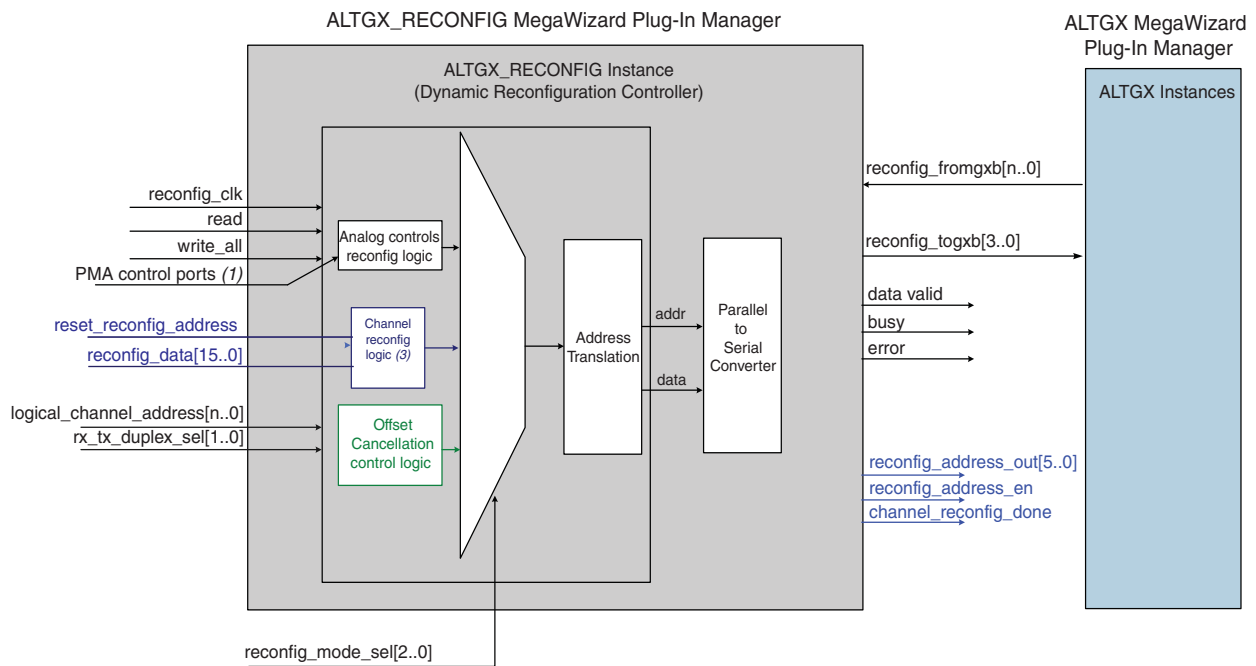 ALTGX_RECONFIG MegaWizard Plug-In Manager
ALTGX MegaWizard
Plug-In Manager
ALTGX_RECONFIG Instance
(Dynamic Reconfiguration Controller)
ALTGX Instances
reconfig_clk
read
write_all
PMA control ports (1)
reset_reconfig_address
reconfig_data[15..0]
logical_channel_address[n..0]
rx_tx_duplex_sel[1..0]
reconfig_mode_sel[2..0]
Analog controls
reconfig logic
Channel
reconfig
logic (3)
Offset
Cancellation
control logic
Address
Translation
addr
data
Parallel
to
Serial
Converter
reconfig_fromgxb[n..0]
reconfig_togxb[3..0]
data valid
busy
error
reconfig_address_out[5..0]
reconfig_address_en
channel_reconfig_done